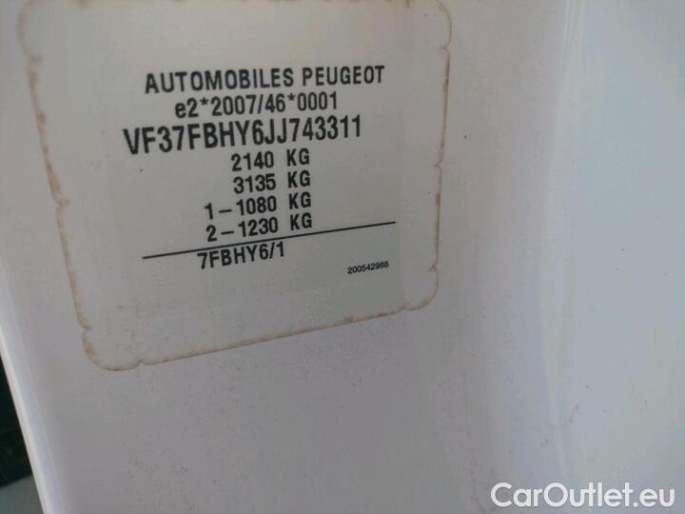 AUTOMOBILES PEUGEOT
e2*2007/46*0001
VF37FBHY6JJ743311
2140 KG
3135 KG
1-1080 KG
2-1230 KG
7FBHY6/1
200542988
CarOutlet.eu